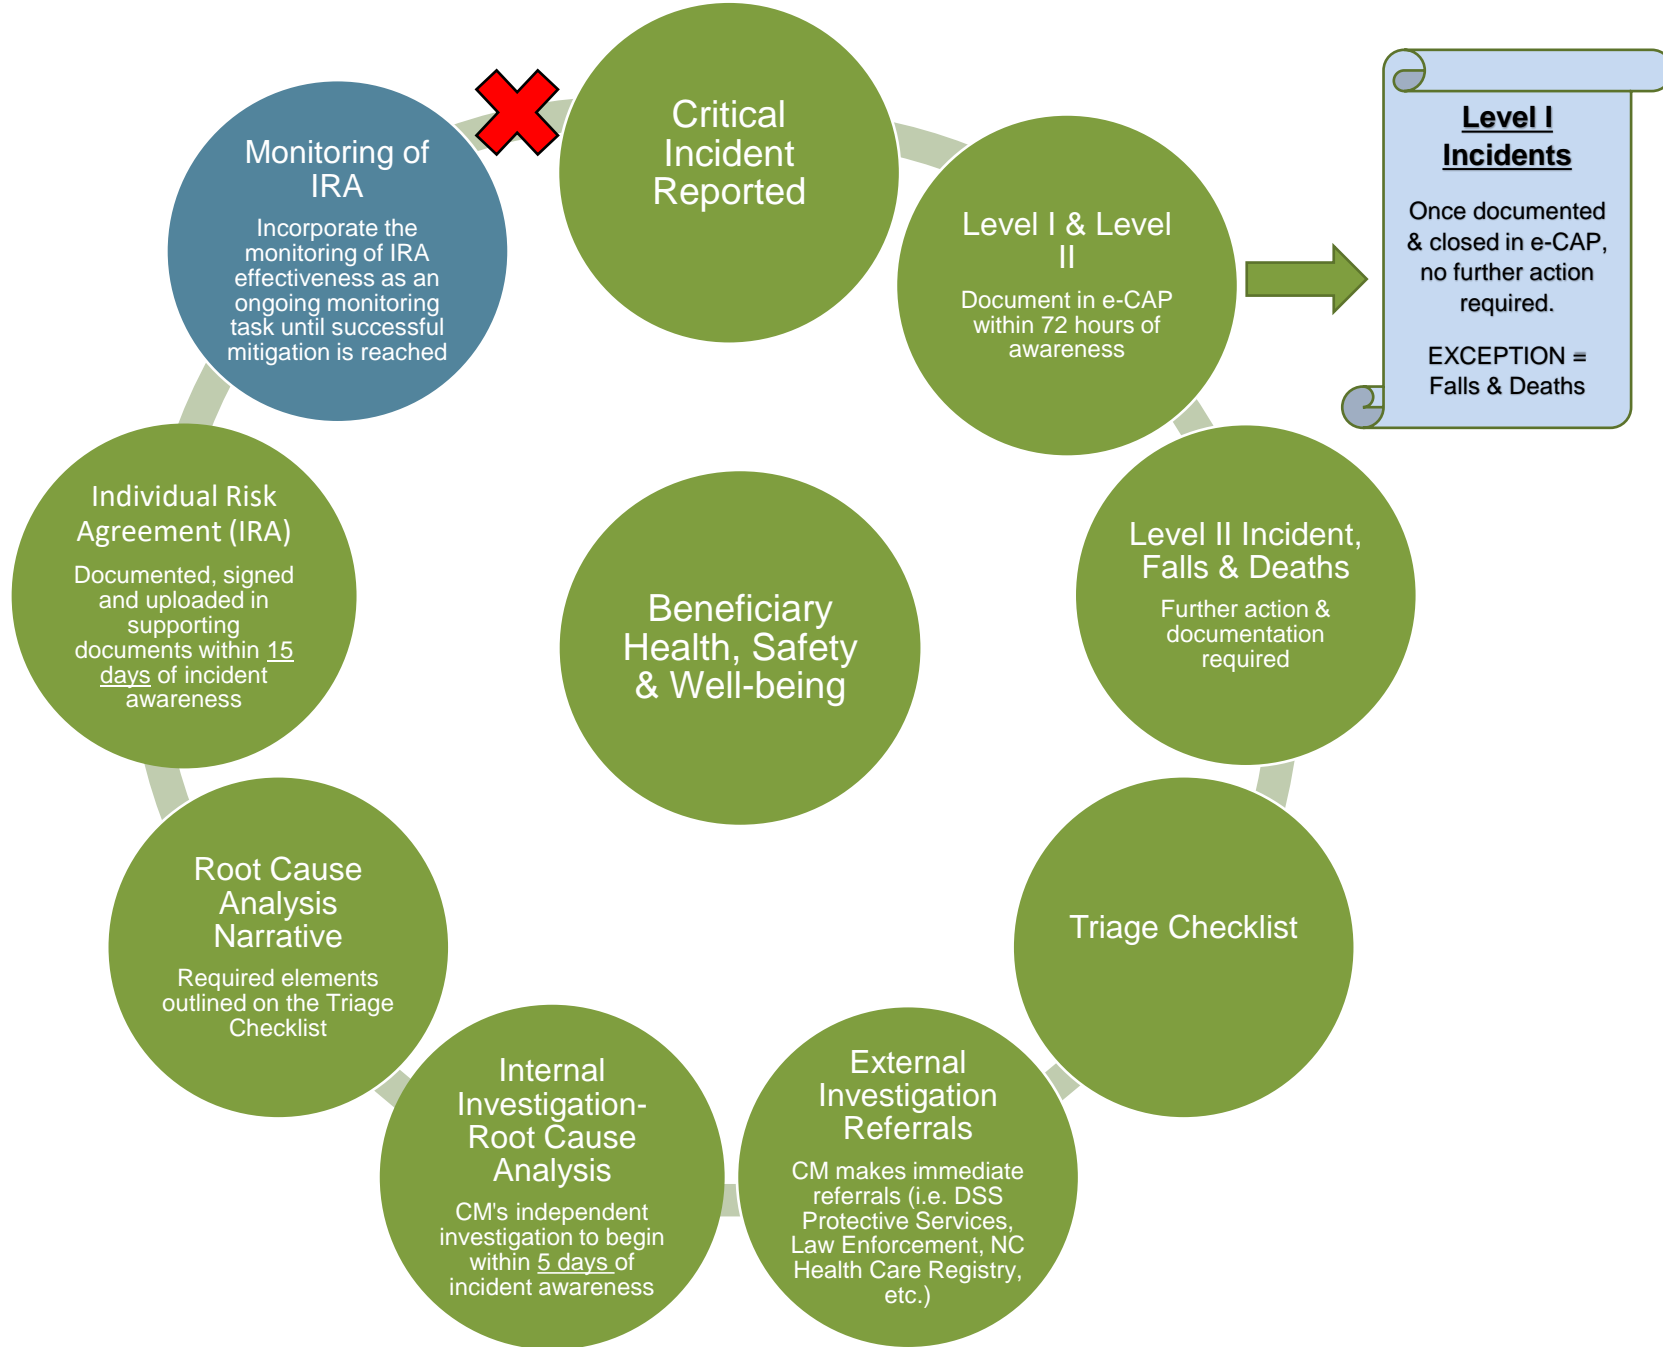 Critical
Incident
Reported
Level I & Level
II
Document in e-CAP
within 72 hours of
awareness
Level I
Incidents
Once documented
& closed in e-CAP,
no further action
required.
EXCEPTION =
Falls & Deaths
Level II Incident,
Falls & Deaths
Further action &
documentation
required
Triage Checklist
External
Investigation
Referrals
CM makes immediate
referrals (i.e. DSS
Protective Services,
Law Enforcement, NC
Health Care Registry,
etc.)
Internal
Investigation-
Root Cause
Analysis
CM's independent
investigation to begin
within 5 days of
incident awareness
Root Cause
Analysis
Narrative
Required elements
outlined on the Triage
Checklist
Individual Risk
Agreement (IRA)
Documented, signed
and uploaded in
supporting
documents within 15
days of incident
awareness
Monitoring of
IRA
Incorporate the
monitoring of IRA
effectiveness as an
ongoing monitoring
task until successful
mitigation is reached
Beneficiary
Health, Safety
& Well-being